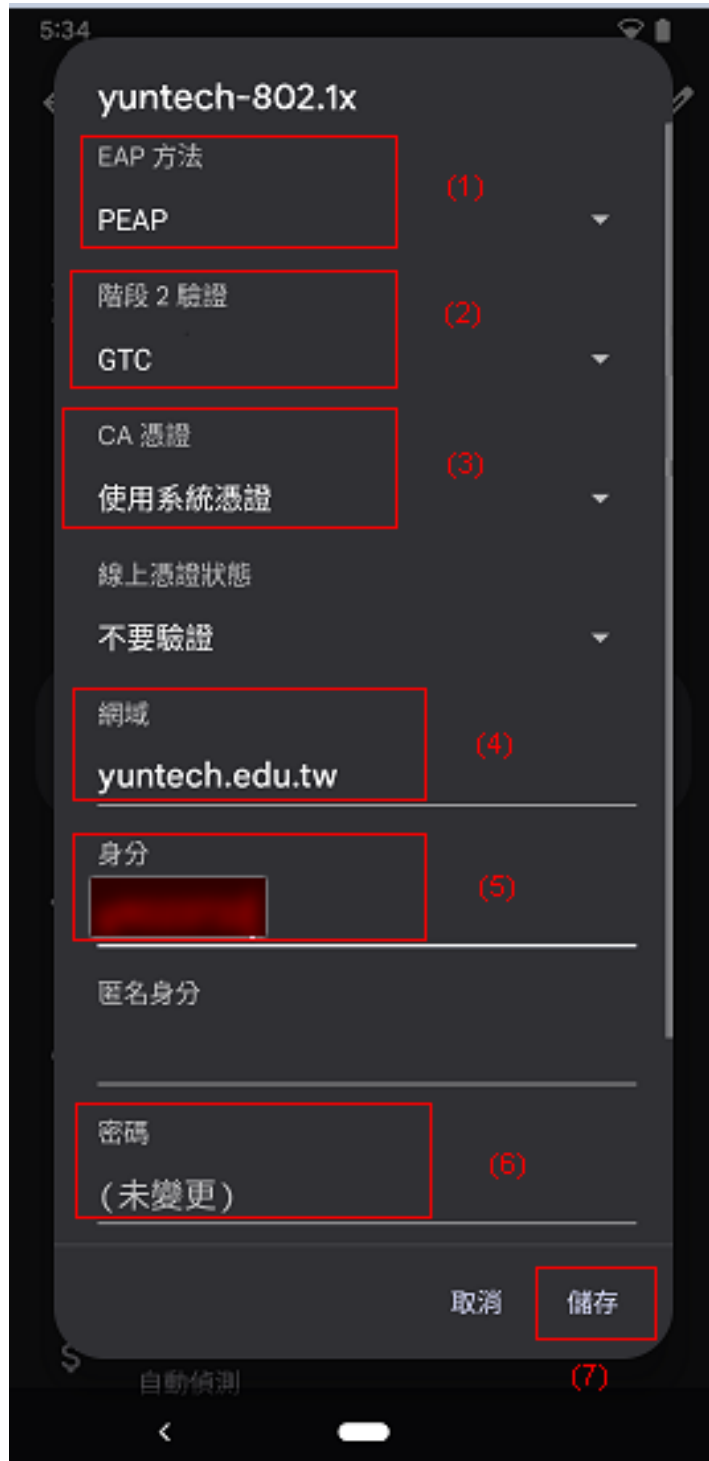 5:34
yuntech-802.1x
EAP 方法
(1)
PEAP
階段 2 驗證
(2)
GTC
CA 憑證
(3)
使用系統憑證
線上憑證狀態
不要驗證
網域
(4)
yuntech.edu.tw
身分
(5)
匿名身分
密碼
(6)
(未變更)
取消 儲存
(7)
自動偵測